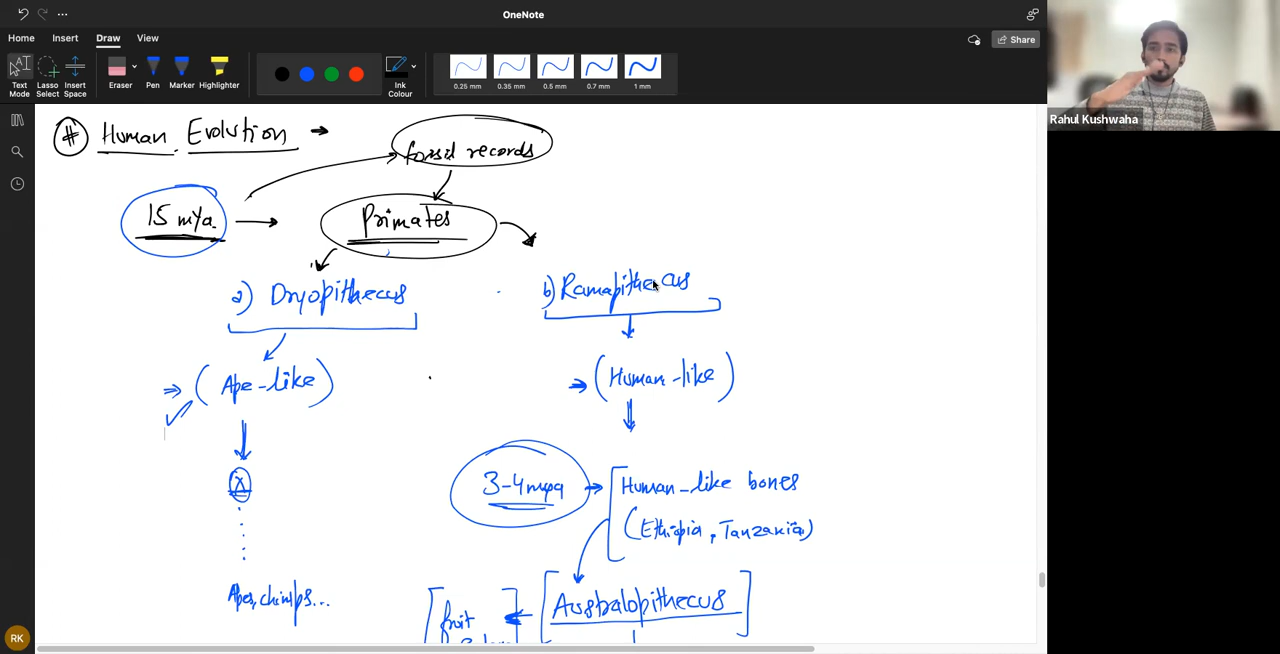 OneNote
Home Insert Draw View
Share
Text Mode
Lasso Select
Insert Space
Eraser
Pen
Marker
Highlighter
Ink Colour
0.25 mm
0.35 mm
0.5 mm
0.7 mm
1 mm
Rahul Kushwaha
# Human Evolution →
fossil records
15 mya. → Primates
a) Dryopithecus
b) Ramapithecus
⇒ (Ape-like)
→ (Human-like)
X
3-4 mya → Human-like bones
(Ethiopia, Tanzania)
Apes, chimps...
Australopithecus
fruit
RK